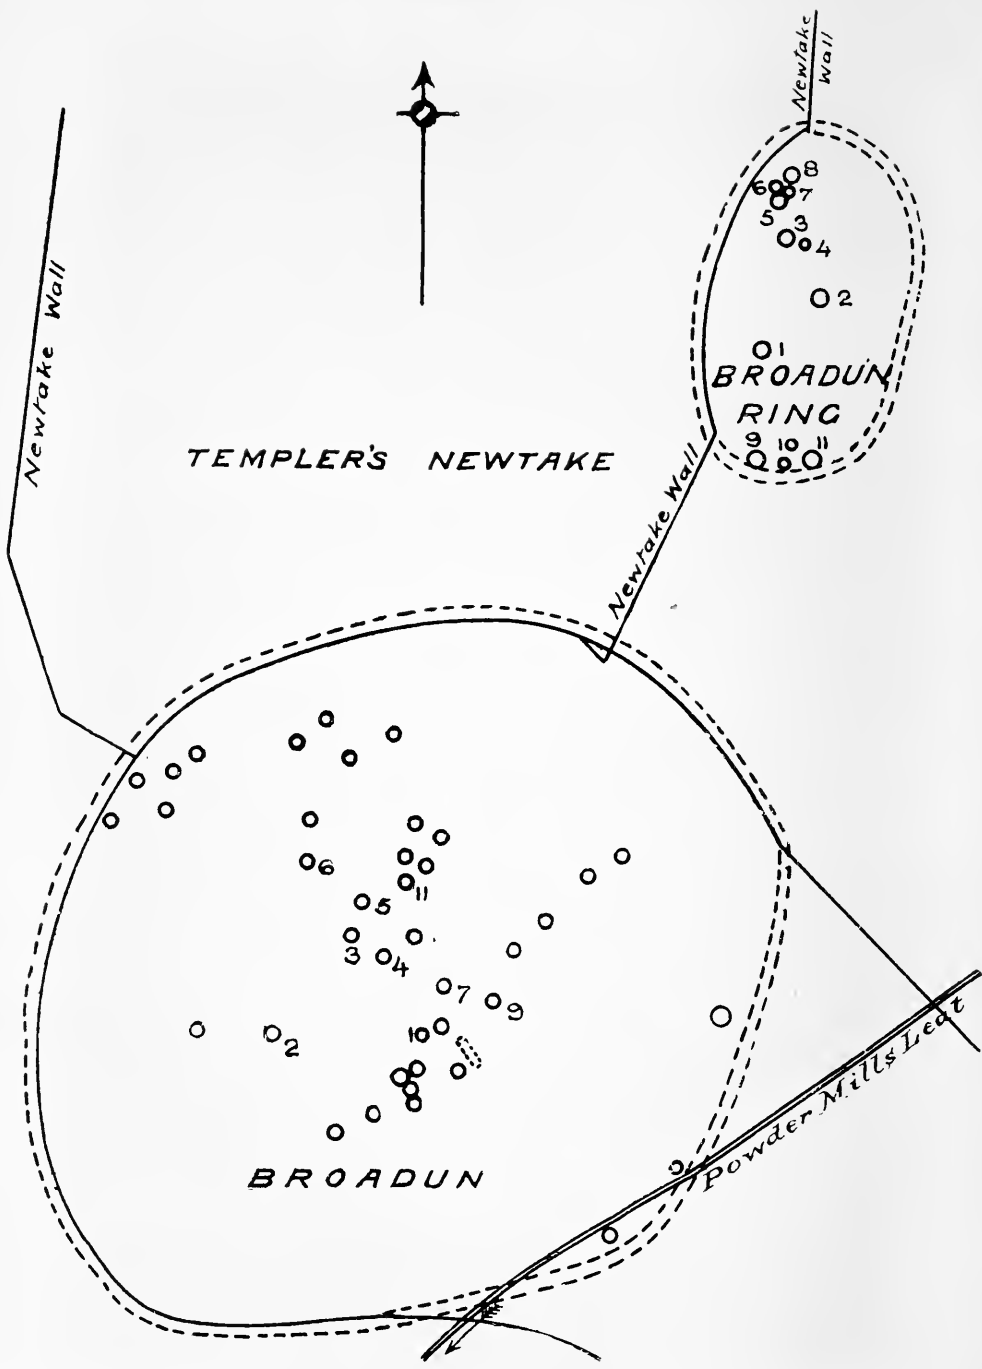 Newtake
Wall
8
6
7
5
3
4
2
1
BROADUN
RING
9
10
11
Newtake Wall
TEMPLER'S NEWTAKE
Newtake Wall
6
11
5
3
4
7
9
10
2
Powder Mills Leat
BROADUN